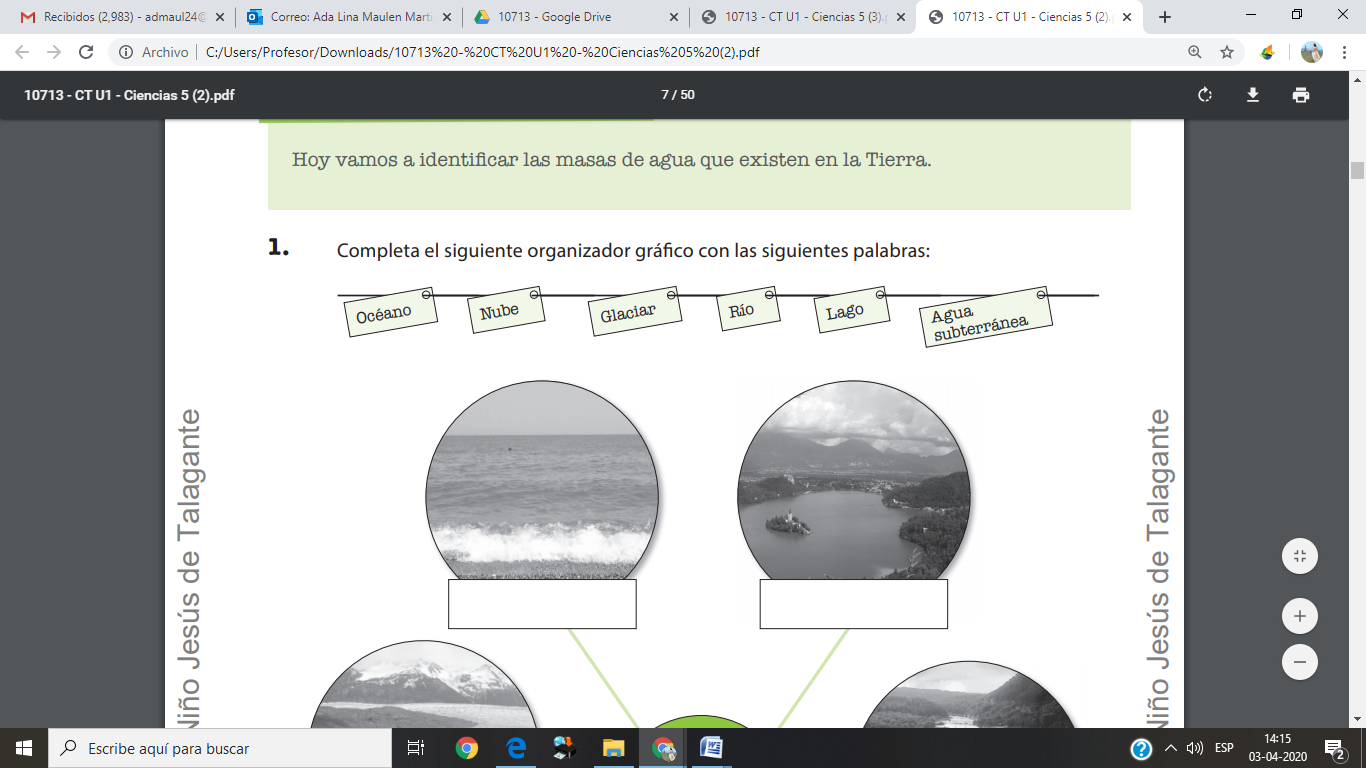 Recibidos (2,983) - admaul24@
Correo: Ada Lina Maulen Marti
10713 - Google Drive
10713 - CT U1 - Ciencias 5 (3).p
10713 - CT U1 - Ciencias 5 (2).p
Archivo
C:/Users/Profesor/Downloads/10713%20-%20CT%20U1%20-%20Ciencias%205%20(2).pdf
10713 - CT U1 - Ciencias 5 (2).pdf
7 / 50
Hoy vamos a identificar las masas de agua que existen en la Tierra.
1. Completa el siguiente organizador gráfico con las siguientes palabras:
Océano
Nube
Glaciar
Río
Lago
Agua
subterránea
Niño Jesús de Talagante
Niño Jesús de Talagante
Escribe aquí para buscar
ESP
14:15
03-04-2020
2